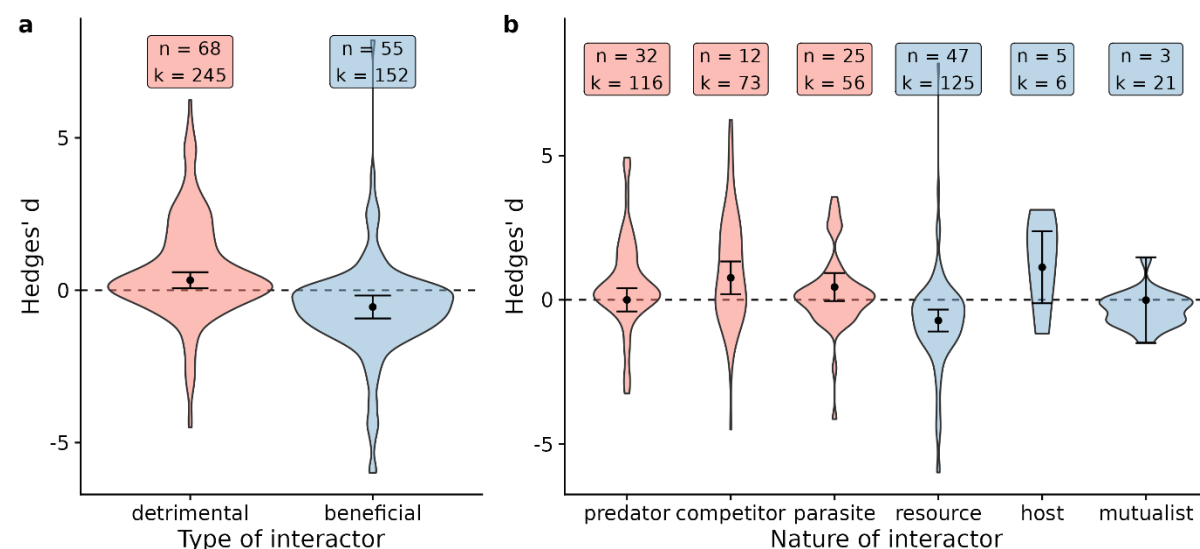 a
n = 68
k = 245
n = 55
k = 152
5
0
-5
Hedges' d
detrimental
beneficial
Type of interactor
b
n = 32
k = 116
n = 12
k = 73
n = 25
k = 56
n = 47
k = 125
n = 5
k = 6
n = 3
k = 21
5
0
-5
Hedges' d
predator
competitor
parasite
resource
host
mutualist
Nature of interactor